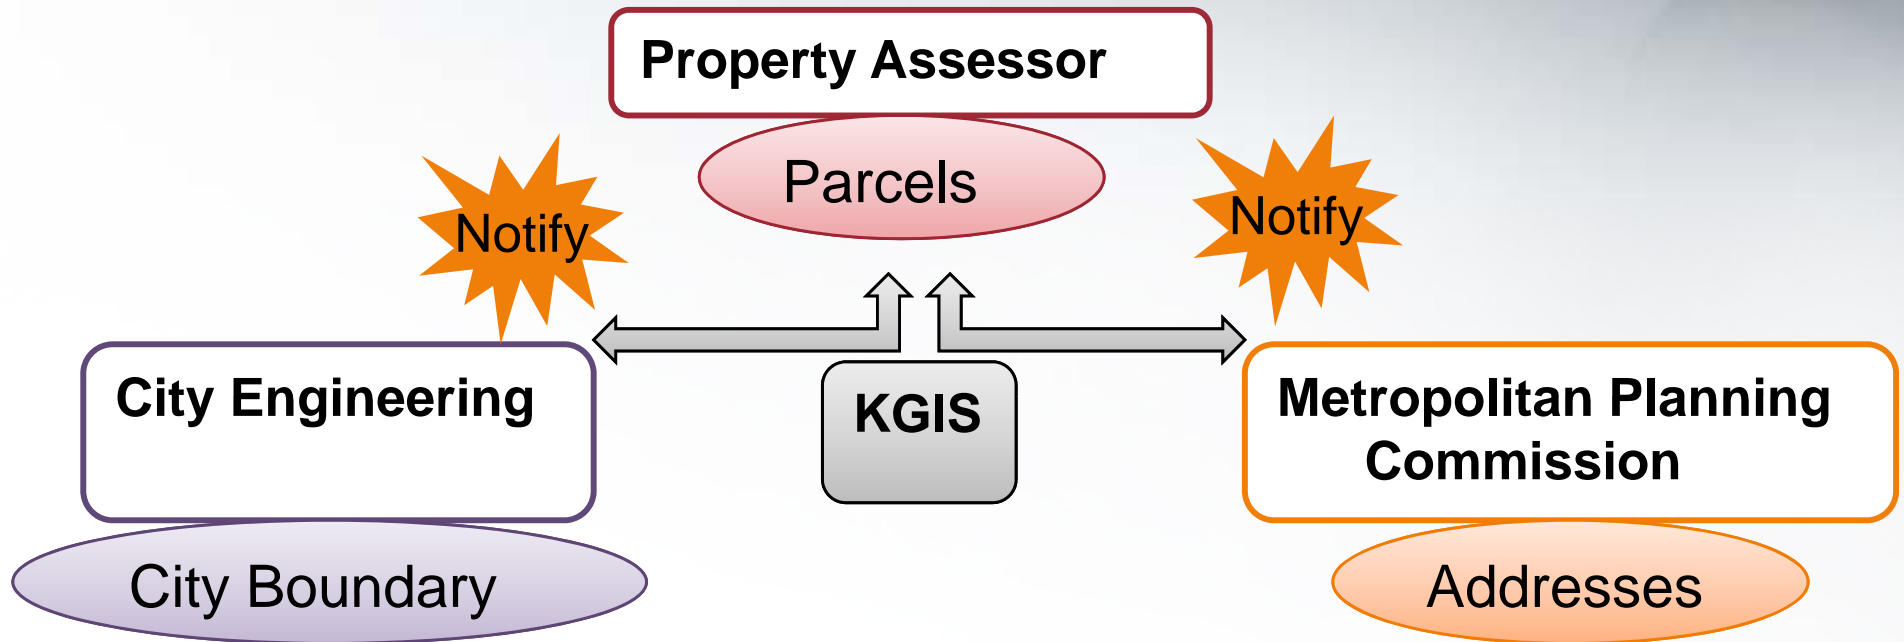 Property Assessor
Parcels
Notify
Notify
City Engineering
KGIS
Metropolitan Planning
Commission
City Boundary
Addresses